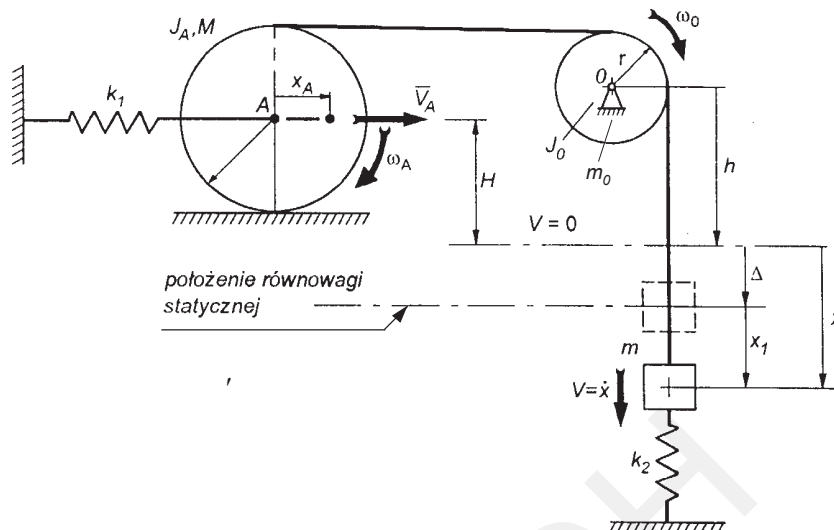 J_A, M
ω_0
k_1
x_A
A
V̅_A
ω_A
r
O
J_0
m_0
H
h
V = 0
położenie równowagi
statycznej
Δ
x_1
m
V = ẋ
k_2